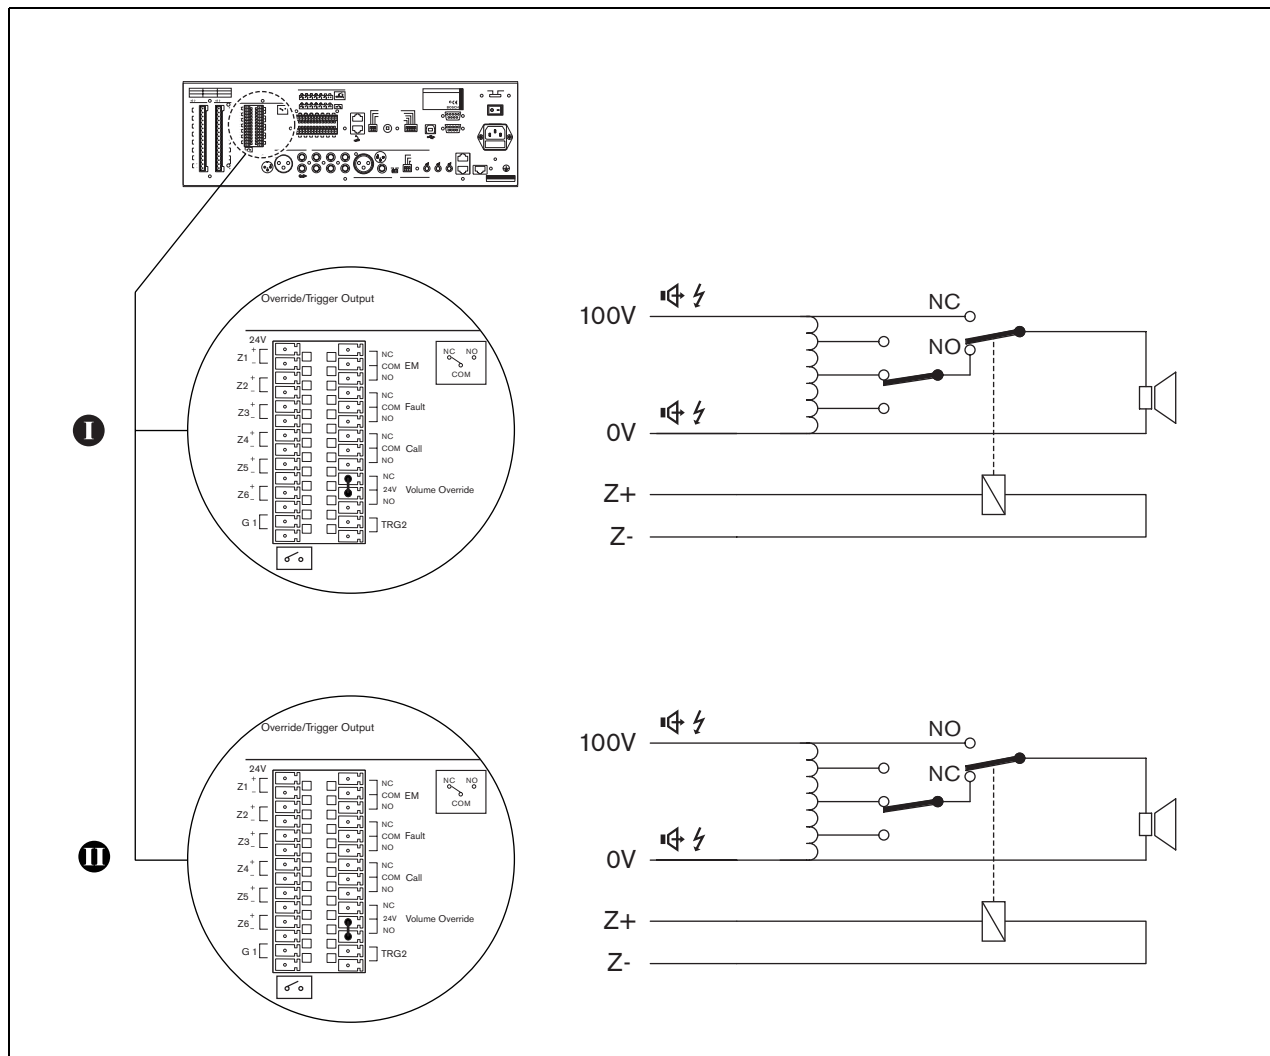 I
Override/Trigger Output
24V
Z1 + -
Z2 + -
Z3 + -
Z4 + -
Z5 + -
Z6 + -
G 1
NC
COM EM
NO
NC
COM Fault
NO
NC
COM Call
NO
NC
24V Volume Override
NO
TRG2
NC NO
COM
100V
NC
NO
0V
Z+
Z-
II
Override/Trigger Output
24V
Z1 + -
Z2 + -
Z3 + -
Z4 + -
Z5 + -
Z6 + -
G 1
NC
COM EM
NO
NC
COM Fault
NO
NC
COM Call
NO
NC
24V Volume Override
NO
TRG2
NC NO
COM
100V
NO
NC
0V
Z+
Z-